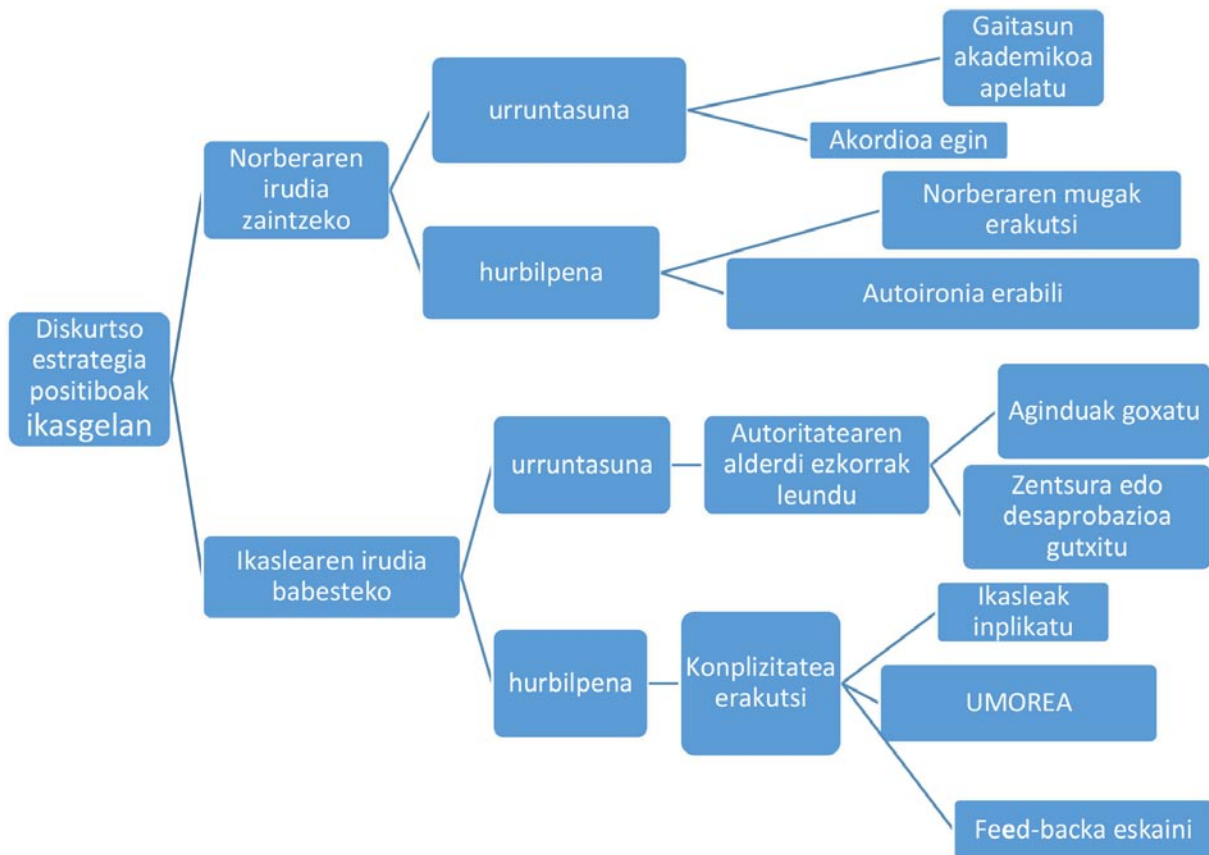 Gaitasun
akademikoa
apelatu
urruntasuna
Akordioa egin
Norberaren
irudia
zaintzeko
Norberaren mugak
erakutsi
hurbilpena
Autoironia erabili
Diskurtso
estrategia
positiboak
ikasgelan
Aginduak goxatu
urruntasuna
Autoritatearen
alderdi ezkorrak
leundu
Zentsura edo
desaprobazioa
gutxitu
Ikaslearen irudia
babesteko
Ikasleak
inplikatu
hurbilpena
Konplizitatea
erakutsi
UMOREA
Feed-backa eskaini